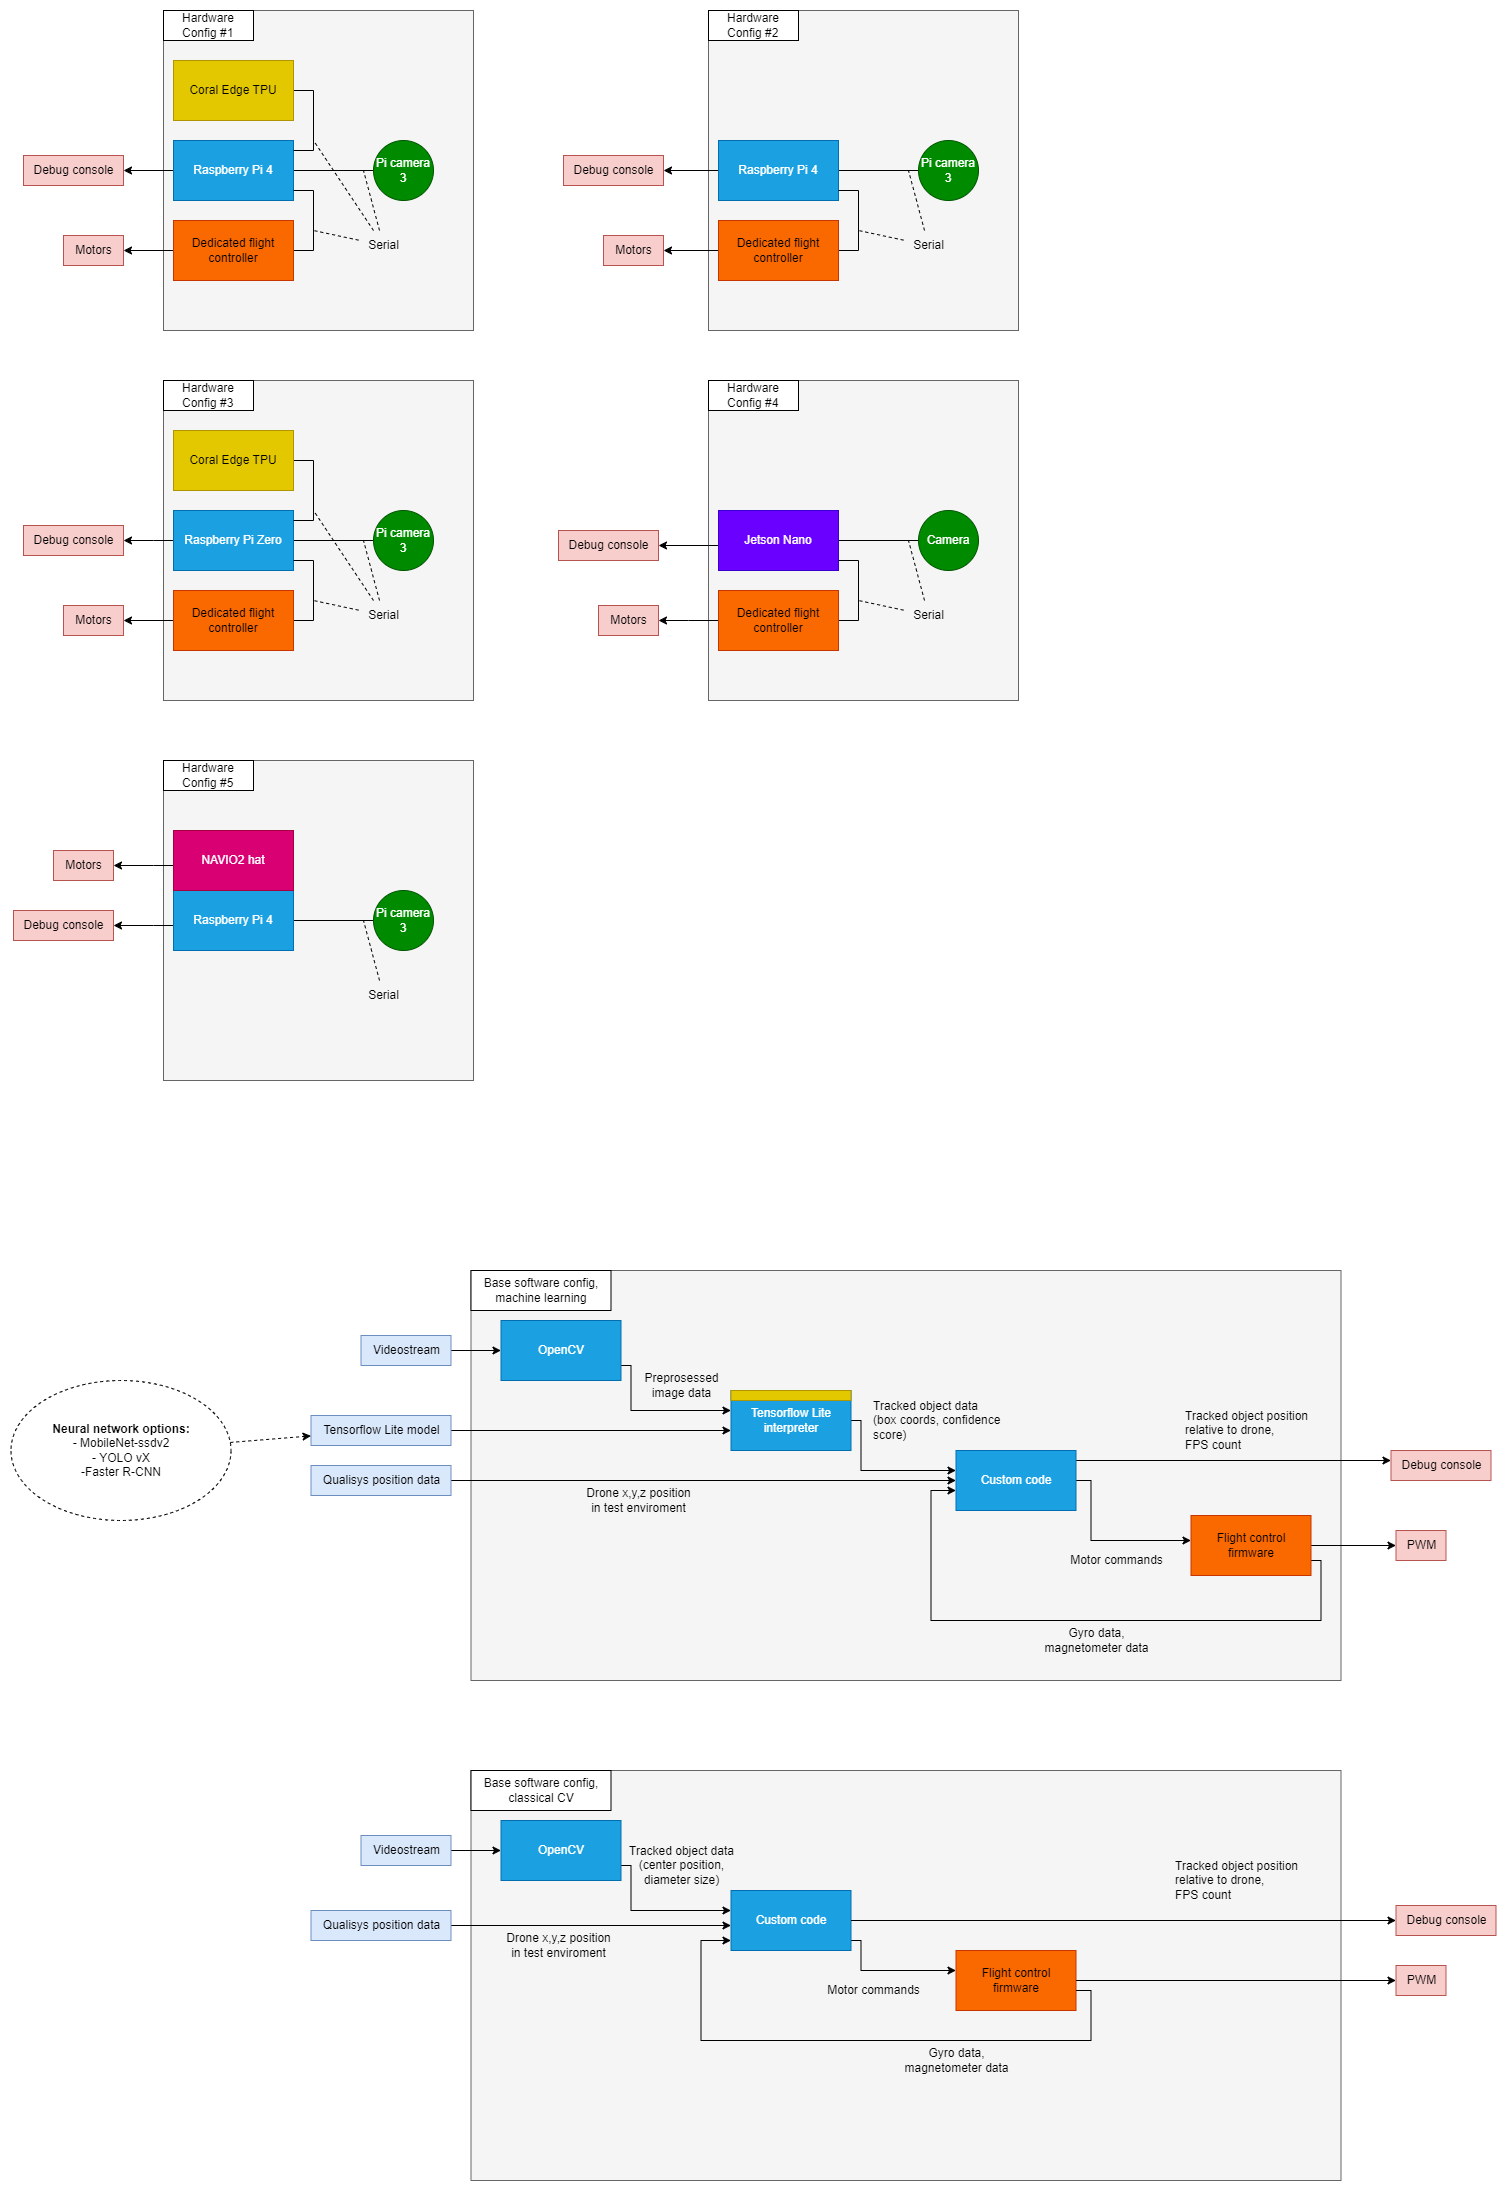 Hardware
Config #1
Coral Edge TPU
Debug console
Raspberry Pi 4
Pi camera
3
Motors
Dedicated flight
controller
Serial
Hardware
Config #2
Debug console
Raspberry Pi 4
Pi camera
3
Motors
Dedicated flight
controller
Serial
Hardware
Config #3
Coral Edge TPU
Debug console
Raspberry Pi Zero
Pi camera
3
Motors
Dedicated flight
controller
Serial
Hardware
Config #4
Debug console
Jetson Nano
Camera
Motors
Dedicated flight
controller
Serial
Hardware
Config #5
Motors
NAVIO2 hat
Debug console
Raspberry Pi 4
Pi camera
3
Serial
Base software config,
machine learning
Videostream
OpenCV
Preprosessed
image data
Neural network options:
- MobileNet-ssdv2
- YOLO vX
-Faster R-CNN
Tensorflow Lite model
Tensorflow Lite
interpreter
Tracked object data
(box coords, confidence
score)
Tracked object position
relative to drone,
FPS count
Qualisys position data
Drone x,y,z position
in test enviroment
Custom code
Debug console
Motor commands
Flight control
firmware
PWM
Gyro data,
magnetometer data
Base software config,
classical CV
Videostream
OpenCV
Tracked object data
(center position,
diameter size)
Tracked object position
relative to drone,
FPS count
Qualisys position data
Drone x,y,z position
in test enviroment
Custom code
Debug console
Motor commands
Flight control
firmware
PWM
Gyro data,
magnetometer data